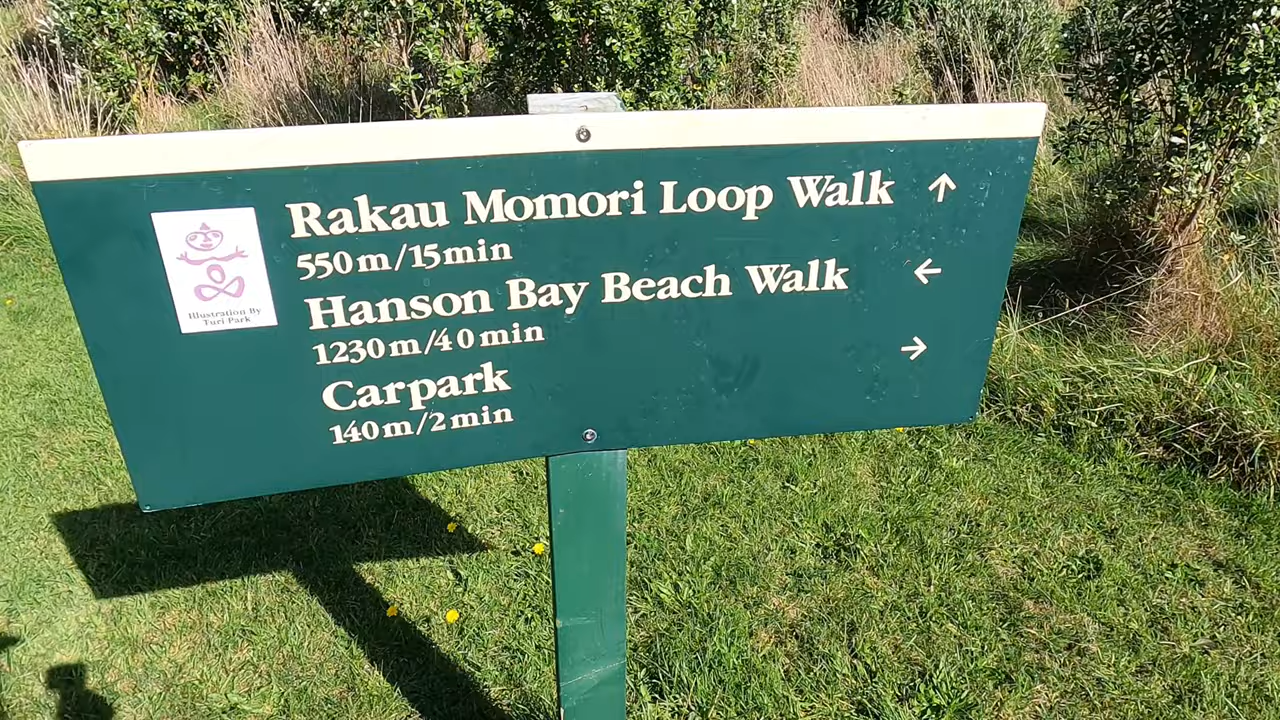 Rakau Momori Loop Walk ↑
550m/15min
Hanson Bay Beach Walk ←
1230m/40min
Carpark →
140m/2min
Illustration By
Turi Park